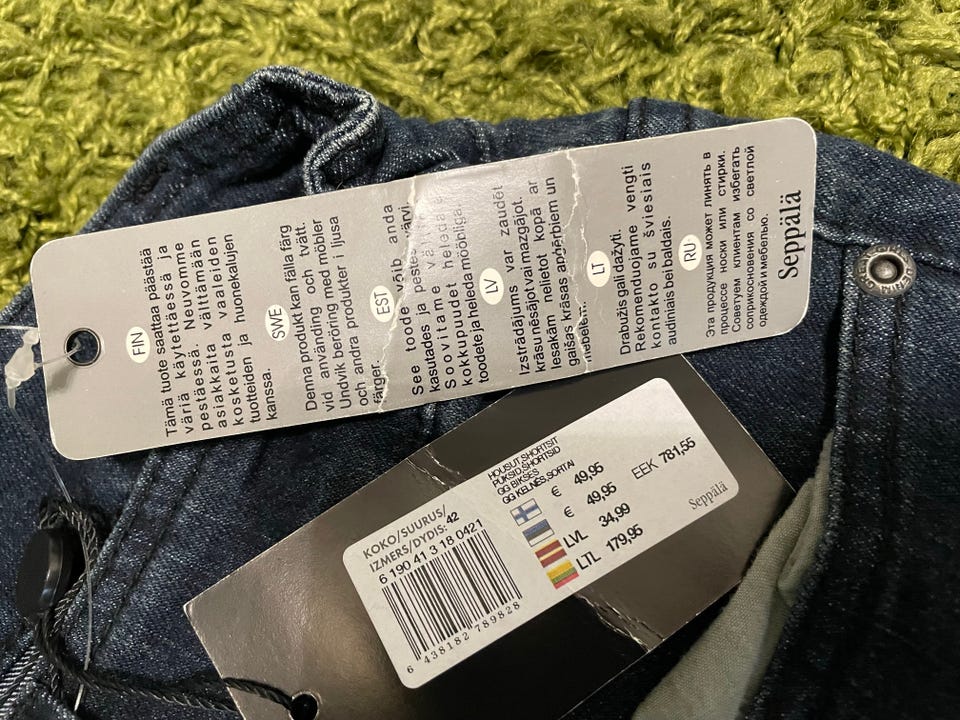 FIN
Tämä tuote saattaa päästää
väriä käytettäessä ja
pestäessä. Neuvomme
asiakkaita välttämään
kosketusta vaaleiden
tuotteiden ja huonekalujen
kanssa.
SWE
Denna produkt kan fälla färg
vid användning och tvätt.
Undvik beröring med möbler
och andra produkter i ljusa
färger.
EST
See toode võib anda
kasutades ja pestes värvi.
Soovitame vältida
kokkupuudet heledate
toodete ja heleda mööbliga.
LV
Izstrādājums var zaudēt
krāsu nēsājot vai mazgājot.
Iesakām nelietot kopā ar
gaišas krāsas apģērbiem un
mēbelēm.
LT
Drabužis gali dažyti.
Rekomenduojame vengti
kontakto su šviesiais
audiniais bei baldais.
RU
Эта продукция может линять в
процессе носки или стирки.
Советуем клиентам избегать
соприкосновения со светлой
одеждой и мебелью.
Seppälä
KOKO/SUURUS/
IZMERS/DYDIS: 42
6 190 41 3 18 0421
6 438182 789828
HOUSUT,SHORTSIT
PÜKSID,SHORTSID
GG BIKSES
GG KELNĖS,SORTAI
€ 49,95
€ 49,95 EEK 781,55
LVL 34,99
LTL 179,95
Seppälä